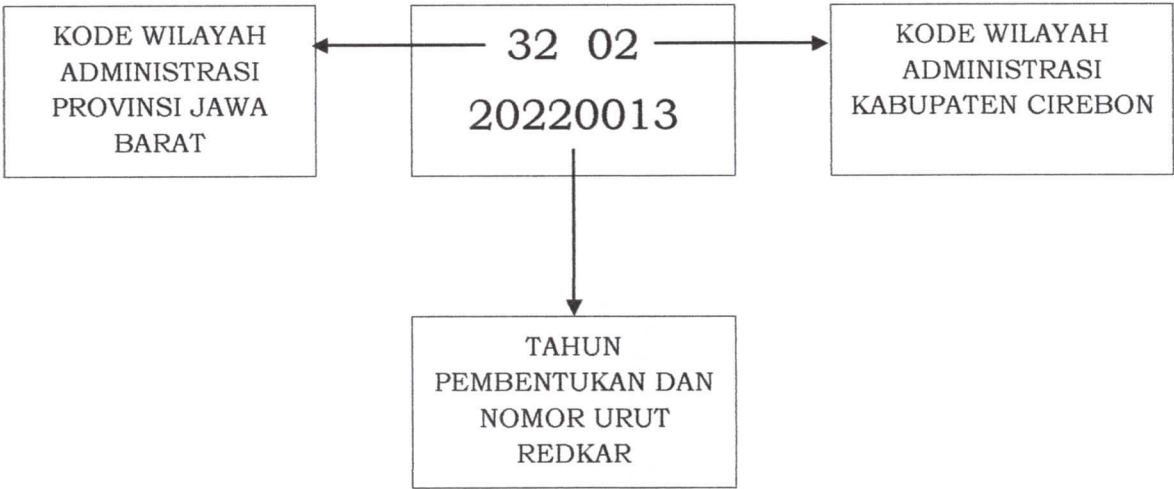 KODE WILAYAH
ADMINISTRASI
PROVINSI JAWA
BARAT
32 02
20220013
KODE WILAYAH
ADMINISTRASI
KABUPATEN CIREBON
TAHUN
PEMBENTUKAN DAN
NOMOR URUT
REDKAR